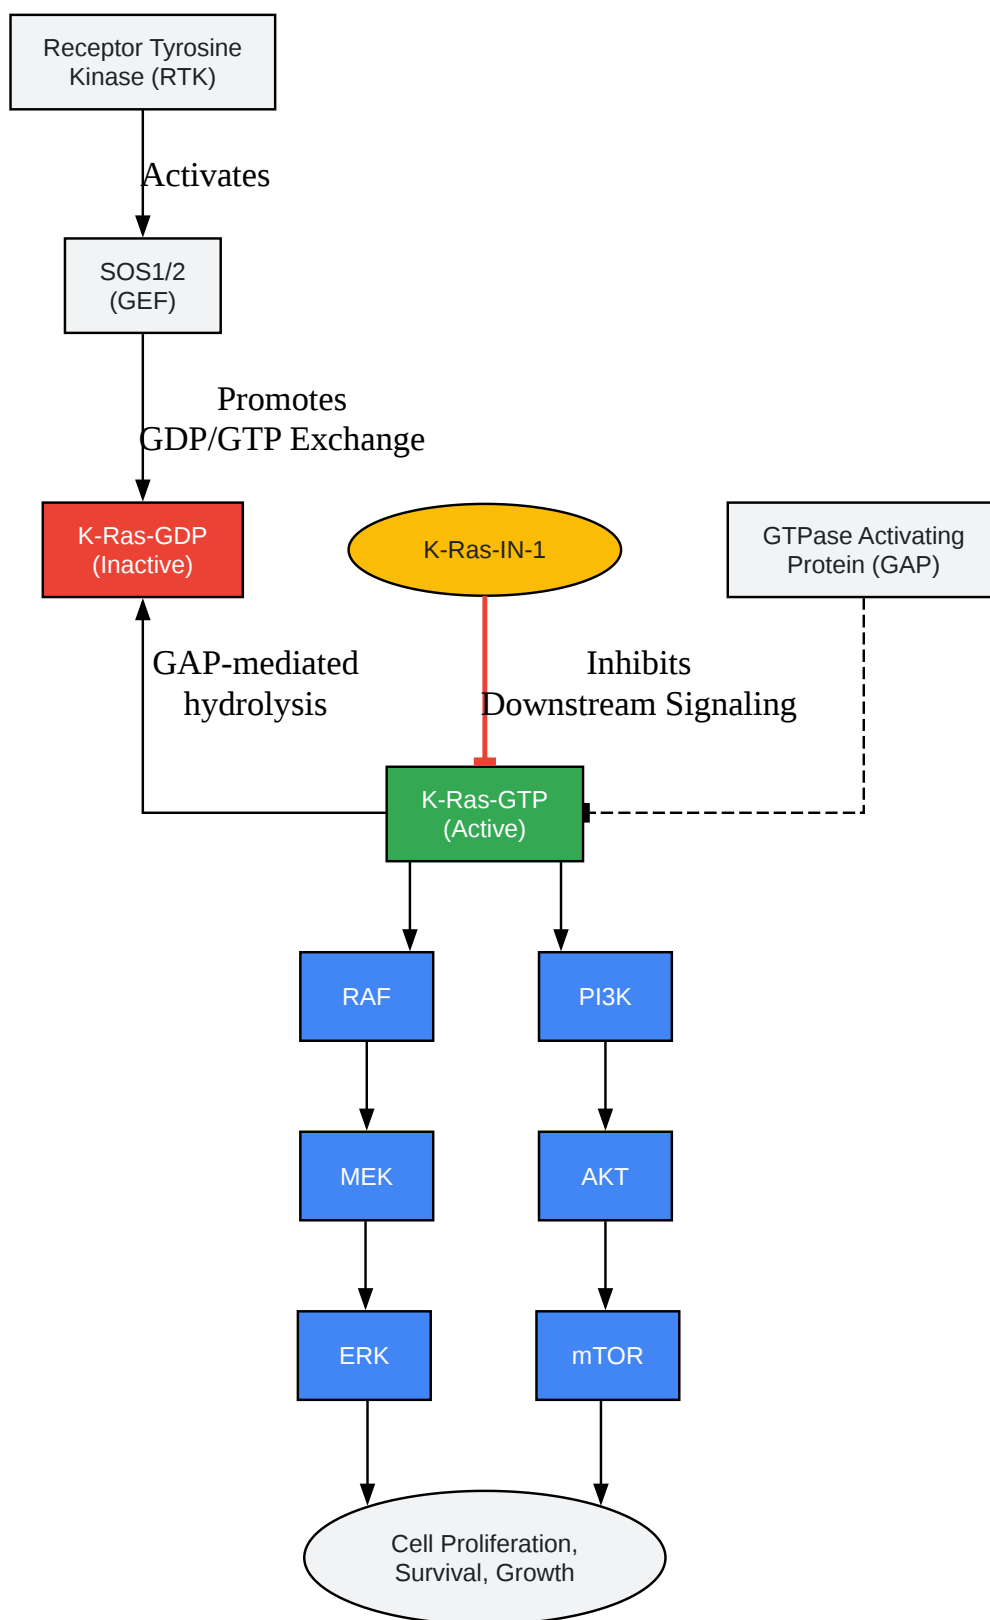 Receptor Tyrosine
Kinase (RTK)
Activates
SOS1/2
(GEF)
Promotes
GDP/GTP Exchange
K-Ras-GDP
(Inactive)
K-Ras-IN-1
GTPase Activating
Protein (GAP)
GAP-mediated
hydrolysis
Inhibits
Downstream Signaling
K-Ras-GTP
(Active)
RAF
PI3K
MEK
AKT
ERK
mTOR
Cell Proliferation,
Survival, Growth